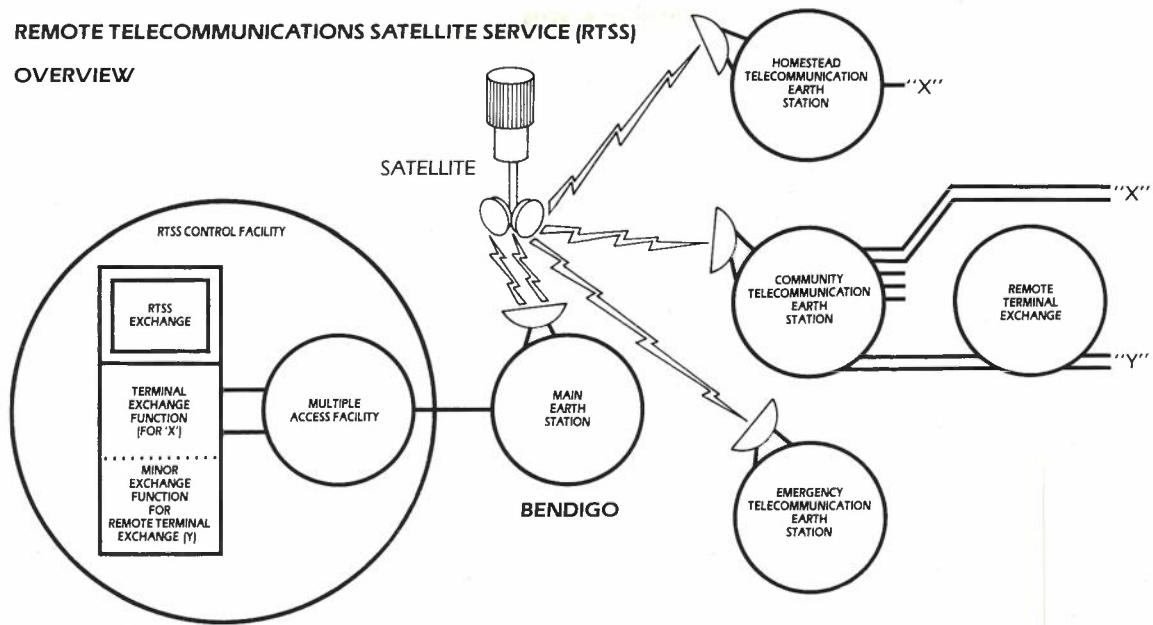 REMOTE TELECOMMUNICATIONS SATELLITE SERVICE (RTSS)
OVERVIEW
SATELLITE
HOMESTEAD
TELECOMMUNICATION
EARTH
STATION
"X"
RTSS CONTROL FACILITY
RTSS
EXCHANGE
TERMINAL
EXCHANGE
FUNCTION
(FOR 'X')
MINOR
EXCHANGE
FUNCTION
FOR
REMOTE TERMINAL
EXCHANGE (Y)
MULTIPLE
ACCESS FACILITY
MAIN
EARTH
STATION
BENDIGO
COMMUNITY
TELECOMMUNICATION
EARTH
STATION
"X"
REMOTE
TERMINAL
EXCHANGE
"Y"
EMERGENCY
TELECOMMUNICATION
EARTH
STATION